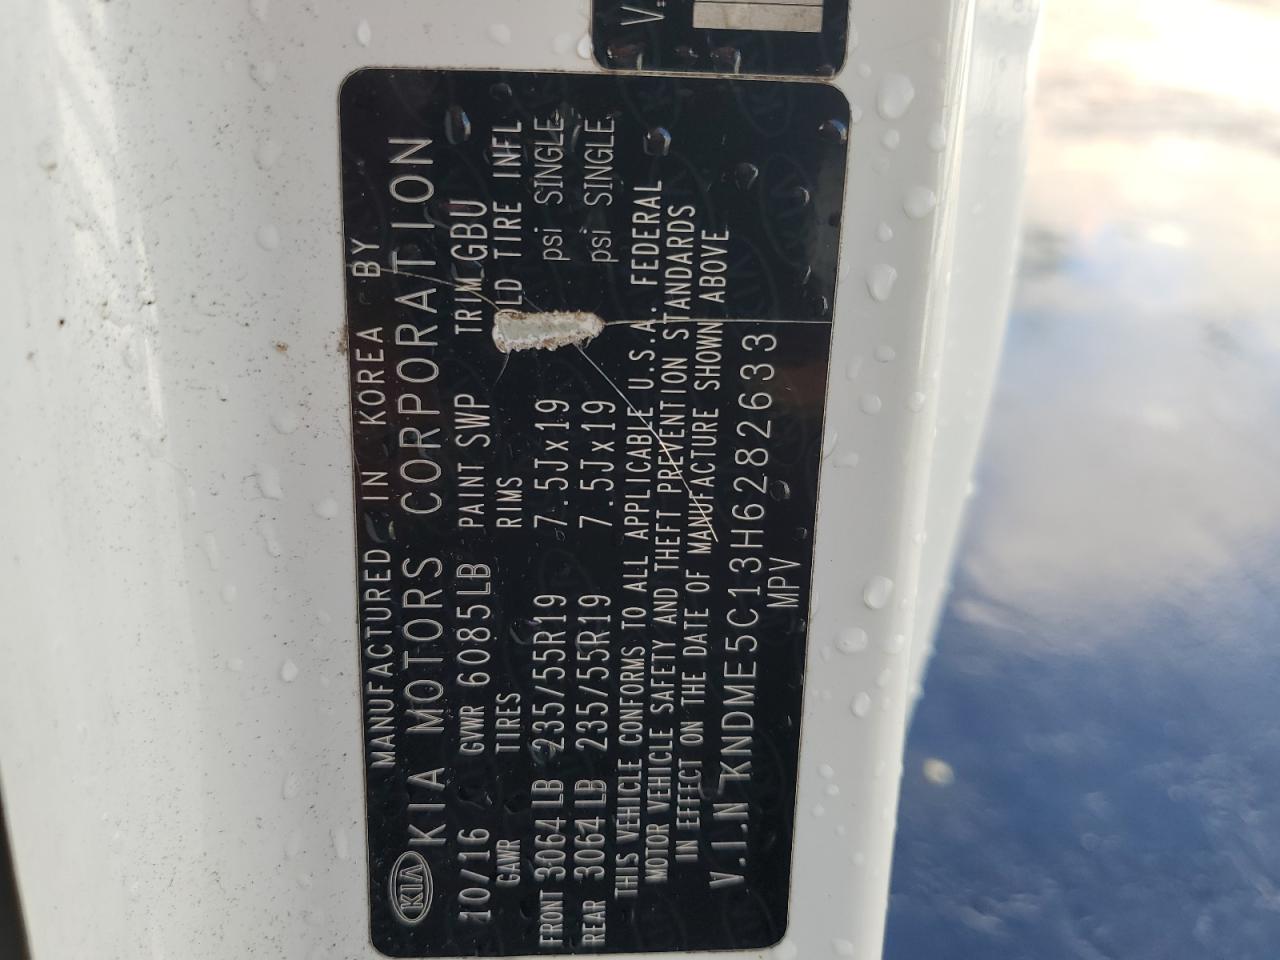 V.
MANUFACTURED IN KOREA BY
KIA KIA MOTORS CORPORATION
10/16 GVWR 6085LB PAINT SWP TRIM GBU
GAWR TIRES RIMS LD TIRE INFL
FRONT 3064LB 235/55R19 7.5Jx19 psi SINGLE
REAR 3064LB 235/55R19 7.5Jx19 psi SINGLE
THIS VEHICLE CONFORMS TO ALL APPLICABLE U.S.A. FEDERAL
MOTOR VEHICLE SAFETY AND THEFT PREVENTION STANDARDS
IN EFFECT ON THE DATE OF MANUFACTURE SHOWN ABOVE
V.I.N KNDME5C13H6282633
MPV